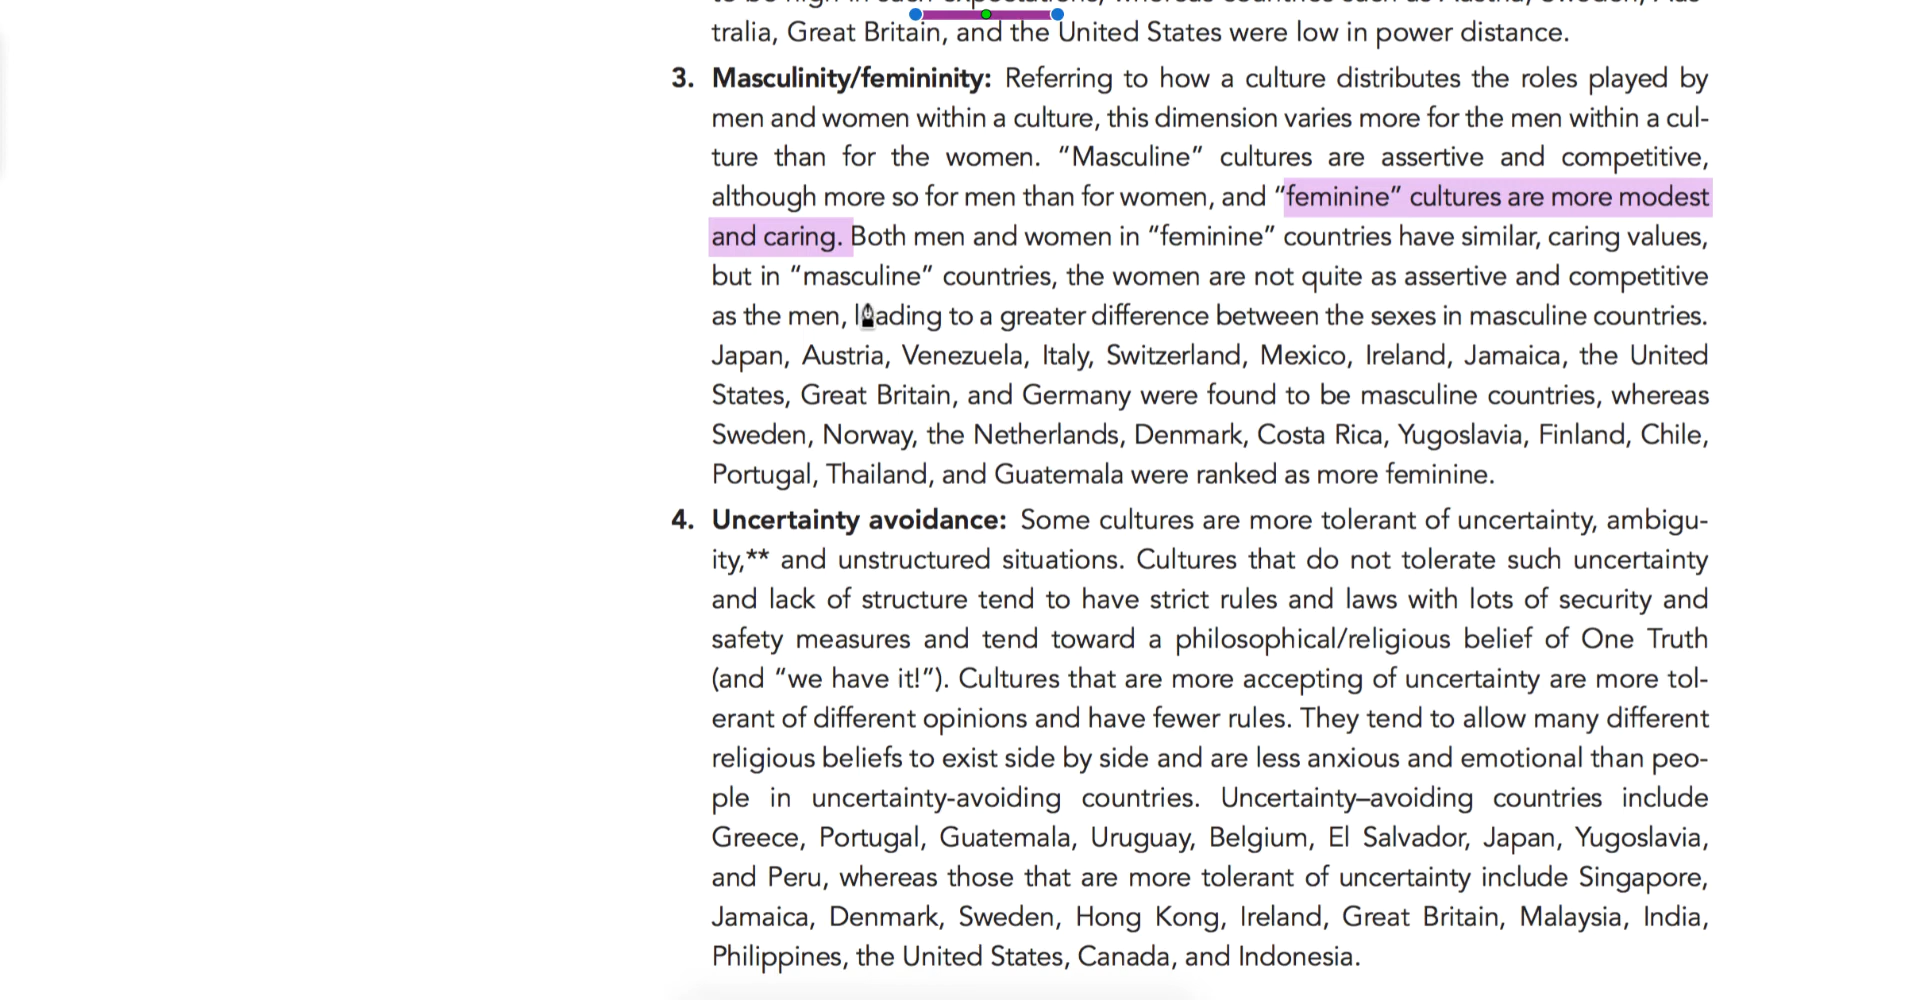 tralia, Great Britain, and the United States were low in power distance.
3. Masculinity/femininity: Referring to how a culture distributes the roles played by
men and women within a culture, this dimension varies more for the men within a cul-
ture than for the women. “Masculine” cultures are assertive and competitive,
although more so for men than for women, and “feminine” cultures are more modest
and caring. Both men and women in “feminine” countries have similar, caring values,
but in “masculine” countries, the women are not quite as assertive and competitive
as the men, leading to a greater difference between the sexes in masculine countries.
Japan, Austria, Venezuela, Italy, Switzerland, Mexico, Ireland, Jamaica, the United
States, Great Britain, and Germany were found to be masculine countries, whereas
Sweden, Norway, the Netherlands, Denmark, Costa Rica, Yugoslavia, Finland, Chile,
Portugal, Thailand, and Guatemala were ranked as more feminine.
4. Uncertainty avoidance: Some cultures are more tolerant of uncertainty, ambigu-
ity,** and unstructured situations. Cultures that do not tolerate such uncertainty
and lack of structure tend to have strict rules and laws with lots of security and
safety measures and tend toward a philosophical/religious belief of One Truth
(and “we have it!”). Cultures that are more accepting of uncertainty are more tol-
erant of different opinions and have fewer rules. They tend to allow many different
religious beliefs to exist side by side and are less anxious and emotional than peo-
ple in uncertainty-avoiding countries. Uncertainty–avoiding countries include
Greece, Portugal, Guatemala, Uruguay, Belgium, El Salvador, Japan, Yugoslavia,
and Peru, whereas those that are more tolerant of uncertainty include Singapore,
Jamaica, Denmark, Sweden, Hong Kong, Ireland, Great Britain, Malaysia, India,
Philippines, the United States, Canada, and Indonesia.